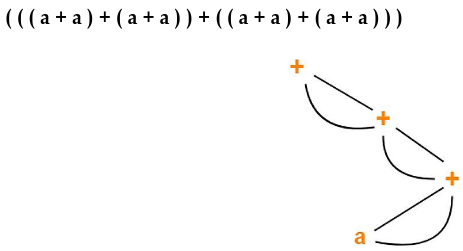 ( ( ( a + a ) + ( a + a ) ) + ( ( a + a ) + ( a + a ) ) )
+
+
+
a